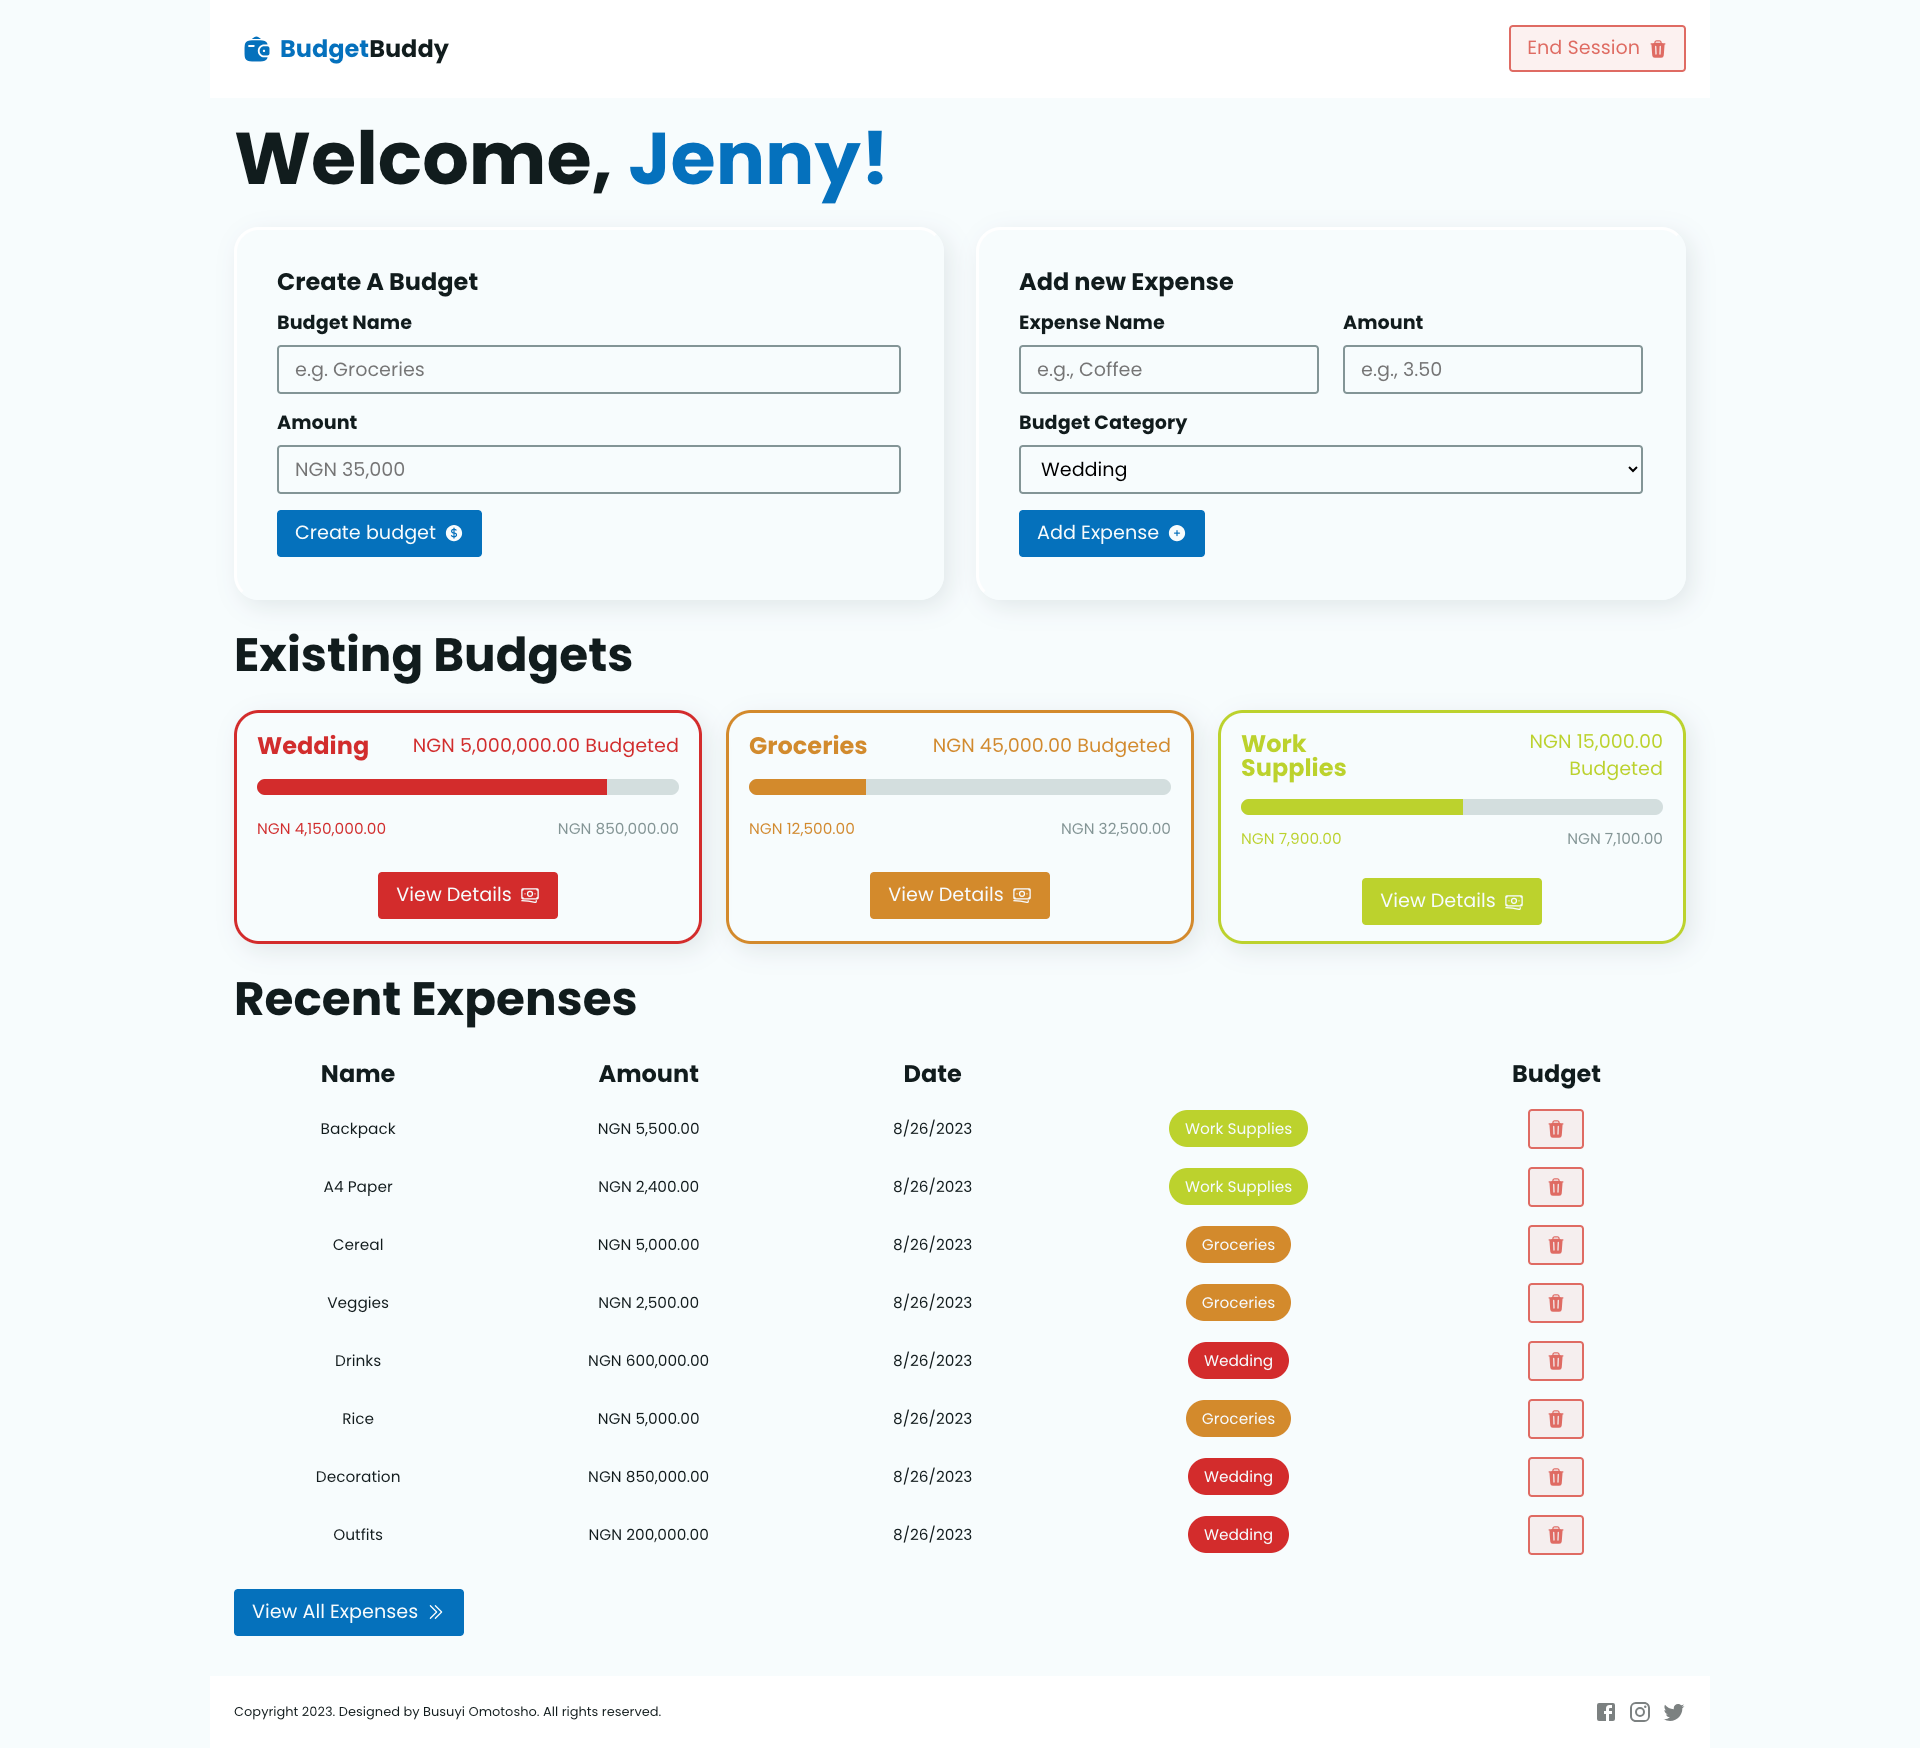 BudgetBuddy
End Session
Welcome, Jenny!
Create A Budget
Budget Name
e.g. Groceries
Amount
NGN 35,000
Create budget
Add new Expense
Expense Name Amount
e.g., Coffee e.g., 3.50
Budget Category
Wedding
Add Expense
Existing Budgets
Wedding NGN 5,000,000.00 Budgeted
NGN 4,150,000.00 NGN 850,000.00
View Details
Groceries NGN 45,000.00 Budgeted
NGN 12,500.00 NGN 32,500.00
View Details
Work Supplies NGN 15,000.00 Budgeted
NGN 7,900.00 NGN 7,100.00
View Details
Recent Expenses
Name Amount Date Budget
Backpack NGN 5,500.00 8/26/2023 Work Supplies
A4 Paper NGN 2,400.00 8/26/2023 Work Supplies
Cereal NGN 5,000.00 8/26/2023 Groceries
Veggies NGN 2,500.00 8/26/2023 Groceries
Drinks NGN 600,000.00 8/26/2023 Wedding
Rice NGN 5,000.00 8/26/2023 Groceries
Decoration NGN 850,000.00 8/26/2023 Wedding
Outfits NGN 200,000.00 8/26/2023 Wedding
View All Expenses
Copyright 2023. Designed by Busuyi Omotosho. All rights reserved.